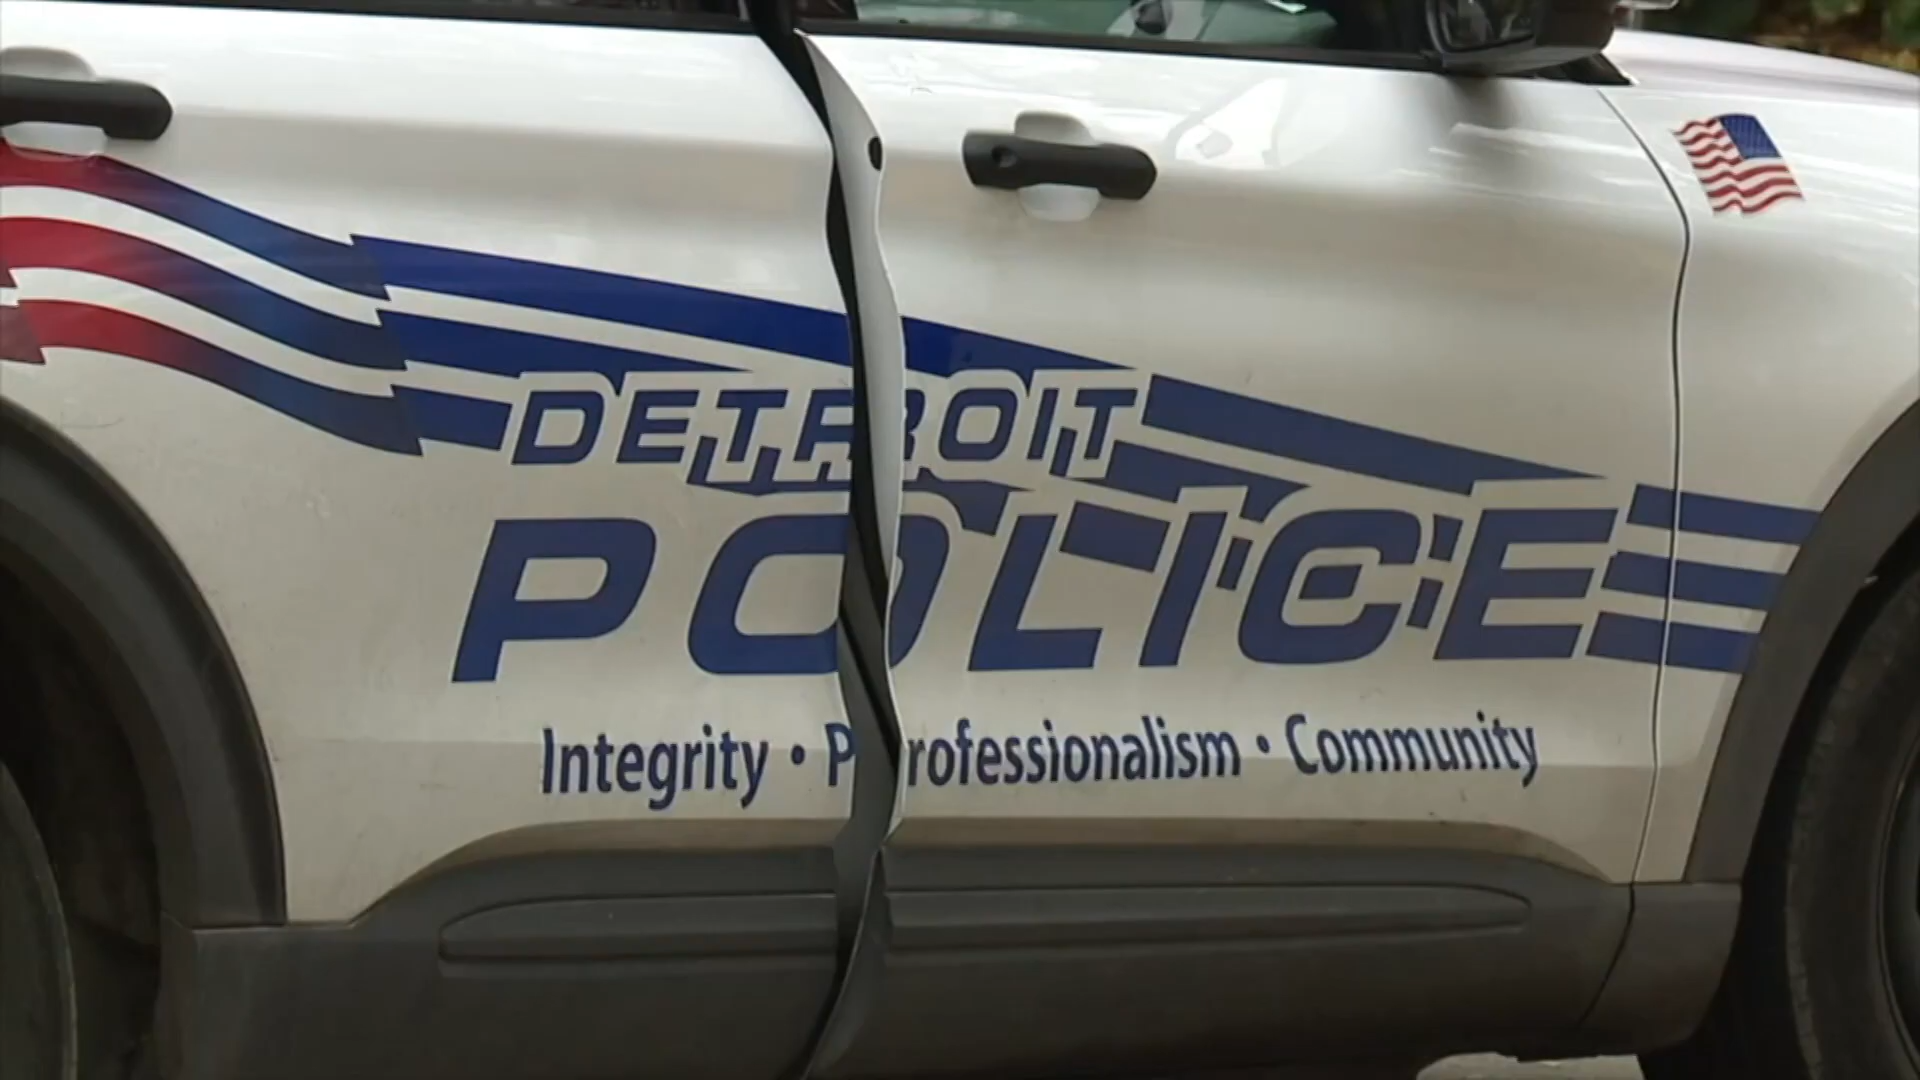 DETROIT
POLICE
Integrity • Professionalism • Community